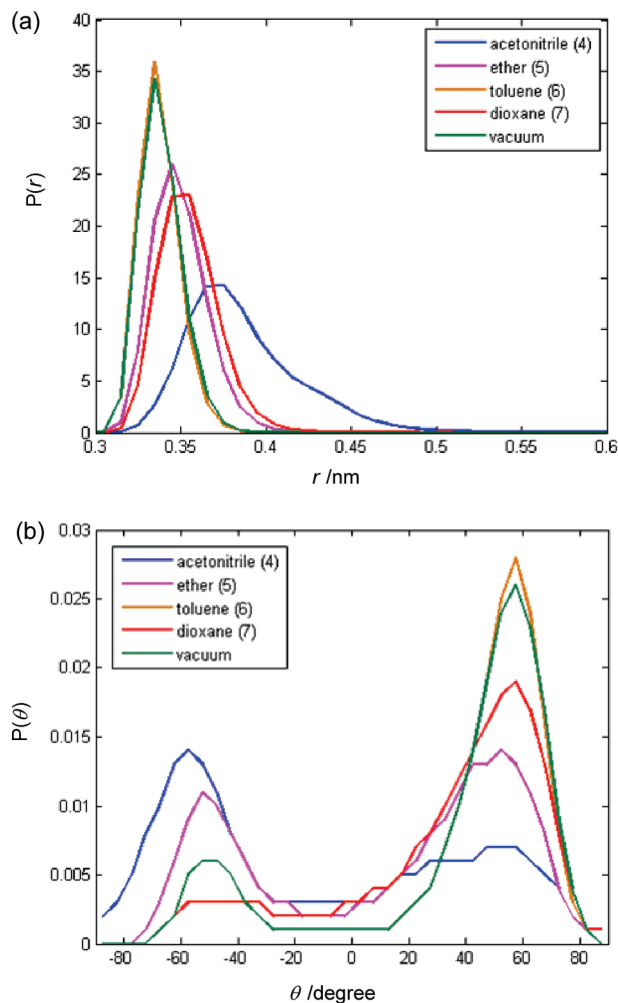 (a)
40
35
30
25
20
15
10
5
0
P(r)
acetonitrile (4)
ether (5)
toluene (6)
dioxane (7)
vacuum
0.3 0.35 0.4 0.45 0.5 0.55 0.6
r /nm
(b)
0.03
0.025
0.02
0.015
0.01
0.005
0
P(θ)
acetonitrile (4)
ether (5)
toluene (6)
dioxane (7)
vacuum
-80 -60 -40 -20 0 20 40 60 80
θ /degree